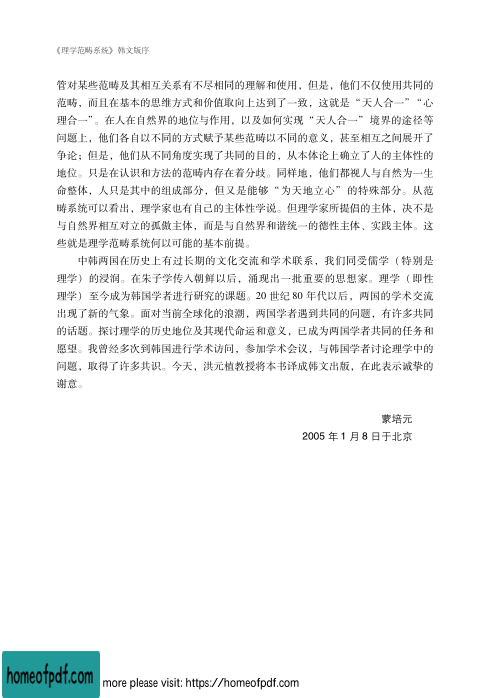 《理学范畴系统》韩文版序
管对某些范畴及其相互关系有不尽相同的理解和使用，但是，他们不仅使用共同的
范畴，而且在基本的思维方式和价值取向上达到了一致，这就是“天人合一”“心
理合一”。在人在自然界的地位与作用，以及如何实现“天人合一”境界的途径等
问题上，他们各自以不同的方式赋予某些范畴以不同的意义，甚至相互之间展开了
争论；但是，他们从不同角度实现了共同的目的，从本体论上确立了人的主体性的
地位。只是在认识和方法的范畴内存在着分歧。同样地，他们都视人与自然为一生
命整体，人只是其中的组成部分，但又是能够“为天地立心”的特殊部分。从范
畴系统可以看出，理学家也有自己的主体性学说。但理学家所提倡的主体，决不是
与自然界相互对立的孤傲主体，而是与自然界和谐统一的德性主体、实践主体。这
些就是理学范畴系统何以可能的基本前提。
中韩两国在历史上有过长期的文化交流和学术联系，我们同受儒学（特别是
理学）的浸润。在朱子学传入朝鲜以后，涌现出一批重要的思想家。理学（即性
理学）至今成为韩国学者进行研究的课题。20 世纪 80 年代以后，两国的学术交流
出现了新的气象。面对当前全球化的浪潮，两国学者遇到共同的问题，有许多共同
的话题。探讨理学的历史地位及其现代命运和意义，已成为两国学者共同的任务和
愿望。我曾经多次到韩国进行学术访问，参加学术会议，与韩国学者讨论理学中的
问题，取得了许多共识。今天，洪元植教授将本书译成韩文出版，在此表示诚挚的
谢意。
蒙培元
2005 年 1 月 8 日于北京
homeofpdf.com
more please visit: https://homeofpdf.com